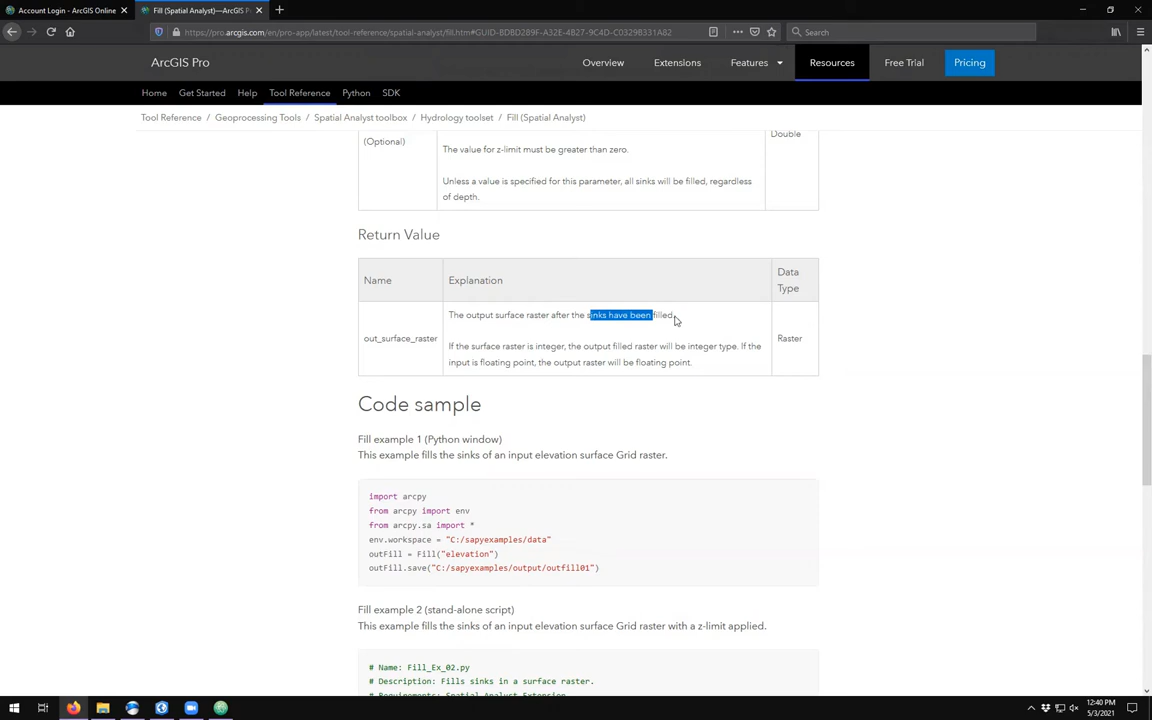 Account Login - ArcGIS Online
Fill (Spatial Analyst)—ArcGIS P
https://pro.arcgis.com/en/pro-app/latest/tool-reference/spatial-analyst/fill.htm#GUID-BDBD289F-A32E-4B27-9C4D-C03298331A82
Search
ArcGIS Pro
Overview
Extensions
Features
Resources
Free Trial
Pricing
Home
Get Started
Help
Tool Reference
Python
SDK
Tool Reference / Geoprocessing Tools / Spatial Analyst toolbox / Hydrology toolset / Fill (Spatial Analyst)
(Optional)
Double
The value for z-limit must be greater than zero.
Unless a value is specified for this parameter, all sinks will be filled, regardless
of depth.
Return Value
Name
Explanation
Data
Type
out_surface_raster
The output surface raster after the sinks have been filled.
If the surface raster is integer, the output filled raster will be integer type. If the
input is floating point, the output raster will be floating point.
Raster
Code sample
Fill example 1 (Python window)
This example fills the sinks of an input elevation surface Grid raster.
import arcpy
from arcpy import env
from arcpy.sa import *
env.workspace = "C:/sapyexamples/data"
outFill = Fill("elevation")
outFill.save("C:/sapyexamples/output/outfill01")
Fill example 2 (stand-alone script)
This example fills the sinks of an input elevation surface Grid raster with a z-limit applied.
# Name: Fill_Ex_02.py
# Description: Fills sinks in a surface raster.
# Requirements: Spatial Analyst Extension
12:40 PM
5/3/2021